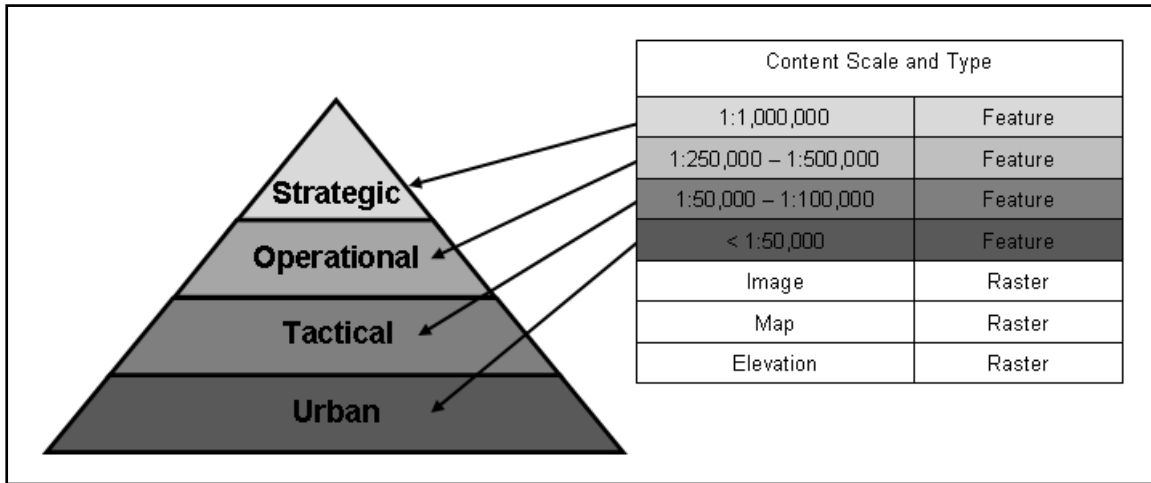 Strategic
Operational
Tactical
Urban
Content Scale and Type
1:1,000,000 Feature
1:250,000 – 1:500,000 Feature
1:50,000 – 1:100,000 Feature
< 1:50,000 Feature
Image Raster
Map Raster
Elevation Raster